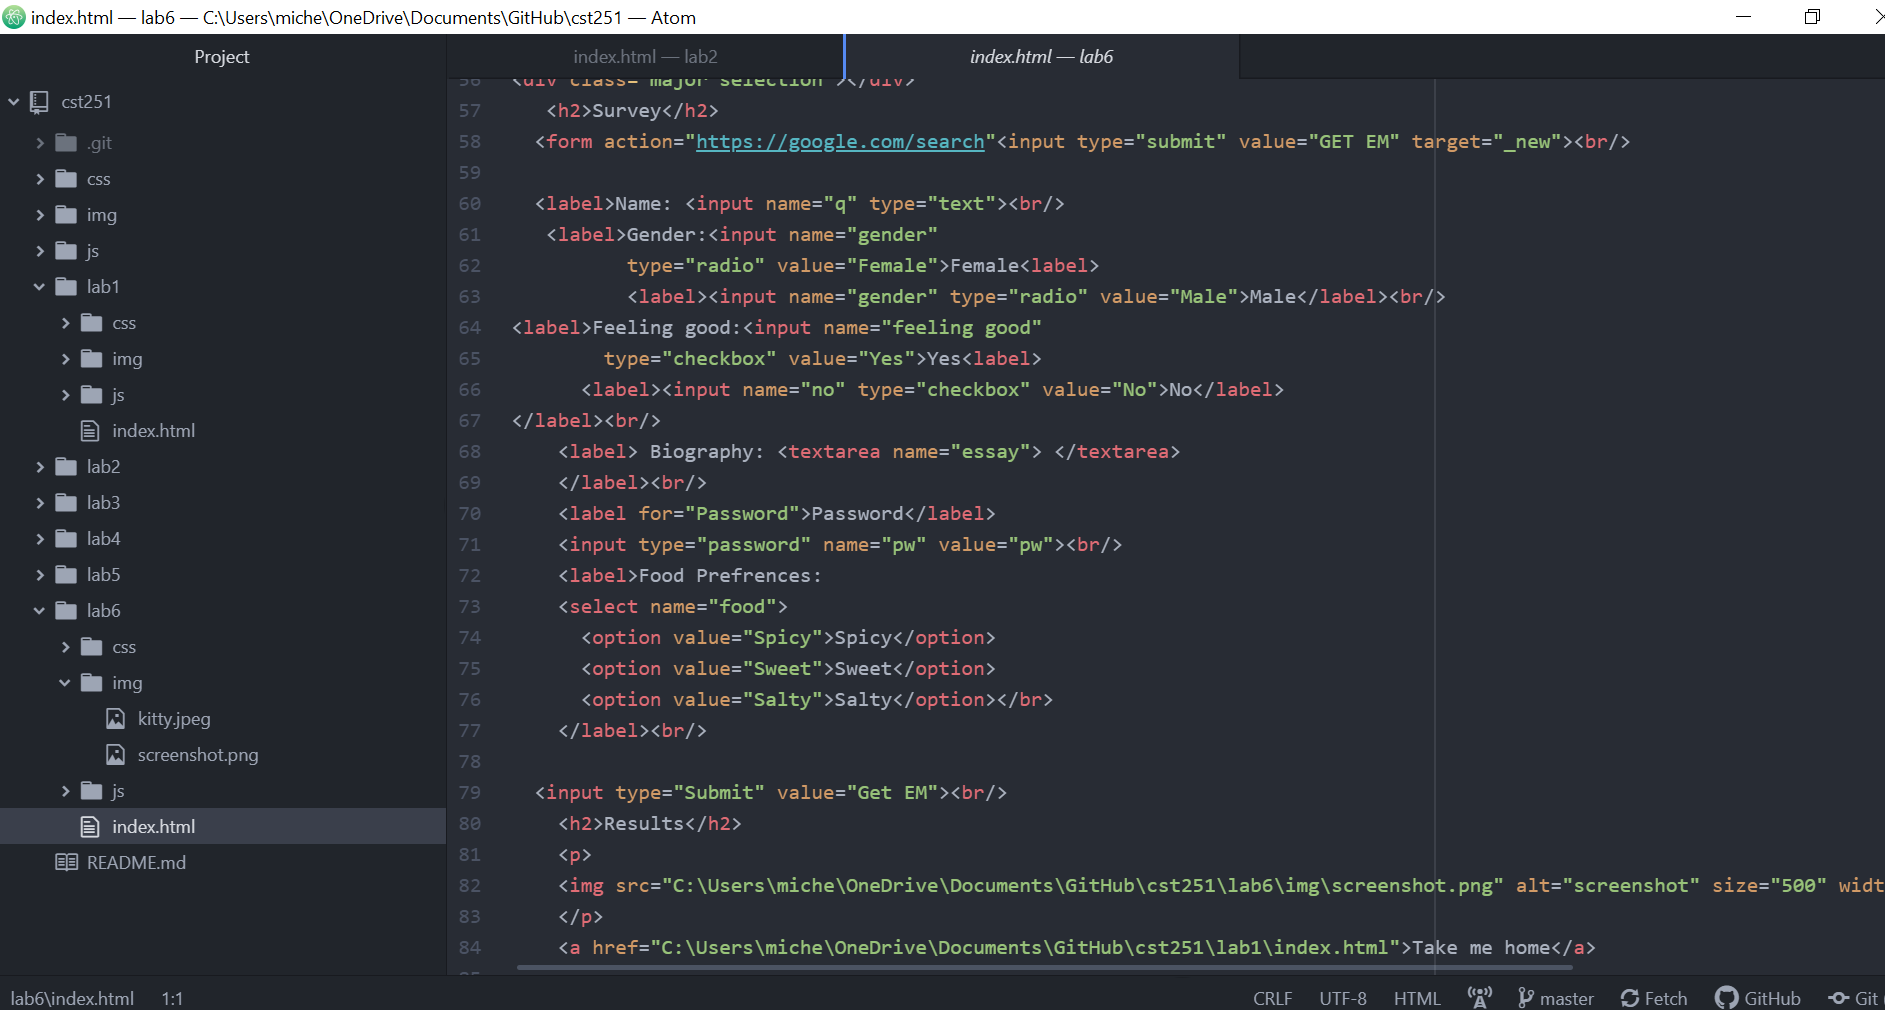 index.html — lab6 — C:\Users\miche\OneDrive\Documents\GitHub\cst251 — Atom
Project
cst251
.git
css
img
js
lab1
css
img
js
index.html
lab2
lab3
lab4
lab5
lab6
css
img
kitty.jpeg
screenshot.png
js
index.html
README.md
index.html — lab2
index.html — lab6
56 <div class="major selection"></div>
57 <h2>Survey</h2>
58 <form action="https://google.com/search"<input type="submit" value="GET EM" target="_new"><br/>
59
60 <label>Name: <input name="q" type="text"><br/>
61 <label>Gender:<input name="gender"
62 type="radio" value="Female">Female<label>
63 <label><input name="gender" type="radio" value="Male">Male</label><br/>
64 <label>Feeling good:<input name="feeling good"
65 type="checkbox" value="Yes">Yes<label>
66 <label><input name="no" type="checkbox" value="No">No</label>
67 </label><br/>
68 <label> Biography: <textarea name="essay"> </textarea>
69 </label><br/>
70 <label for="Password">Password</label>
71 <input type="password" name="pw" value="pw"><br/>
72 <label>Food Prefrences:
73 <select name="food">
74 <option value="Spicy">Spicy</option>
75 <option value="Sweet">Sweet</option>
76 <option value="Salty">Salty</option></br>
77 </label><br/>
78
79 <input type="Submit" value="Get EM"><br/>
80 <h2>Results</h2>
81 <p>
82 <img src="C:\Users\miche\OneDrive\Documents\GitHub\cst251\lab6\img\screenshot.png" alt="screenshot" size="500" widt
83 </p>
84 <a href="C:\Users\miche\OneDrive\Documents\GitHub\cst251\lab1\index.html">Take me home</a>
lab6\index.html 1:1 CRLF UTF-8 HTML master Fetch GitHub Git